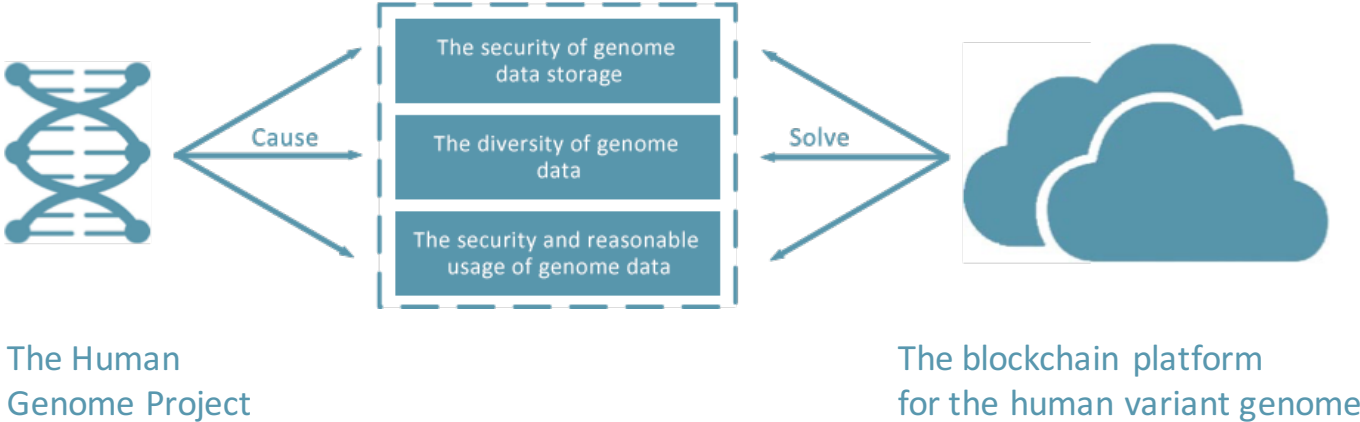 The security of genome
data storage
Cause
The diversity of genome
data
Solve
The security and reasonable
usage of genome data
The Human
Genome Project
The blockchain platform
for the human variant genome